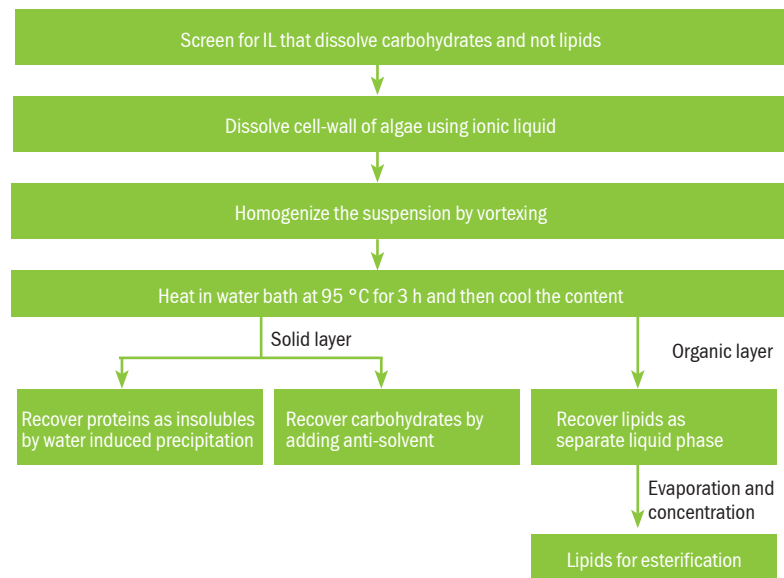 Screen for IL that dissolve carbohydrates and not lipids
Dissolve cell-wall of algae using ionic liquid
Homogenize the suspension by vortexing
Heat in water bath at 95 °C for 3 h and then cool the content
Solid layer
Organic layer
Recover proteins as insolubles
by water induced precipitation
Recover carbohydrates by
adding anti-solvent
Recover lipids as
separate liquid phase
Evaporation and
concentration
Lipids for esterification